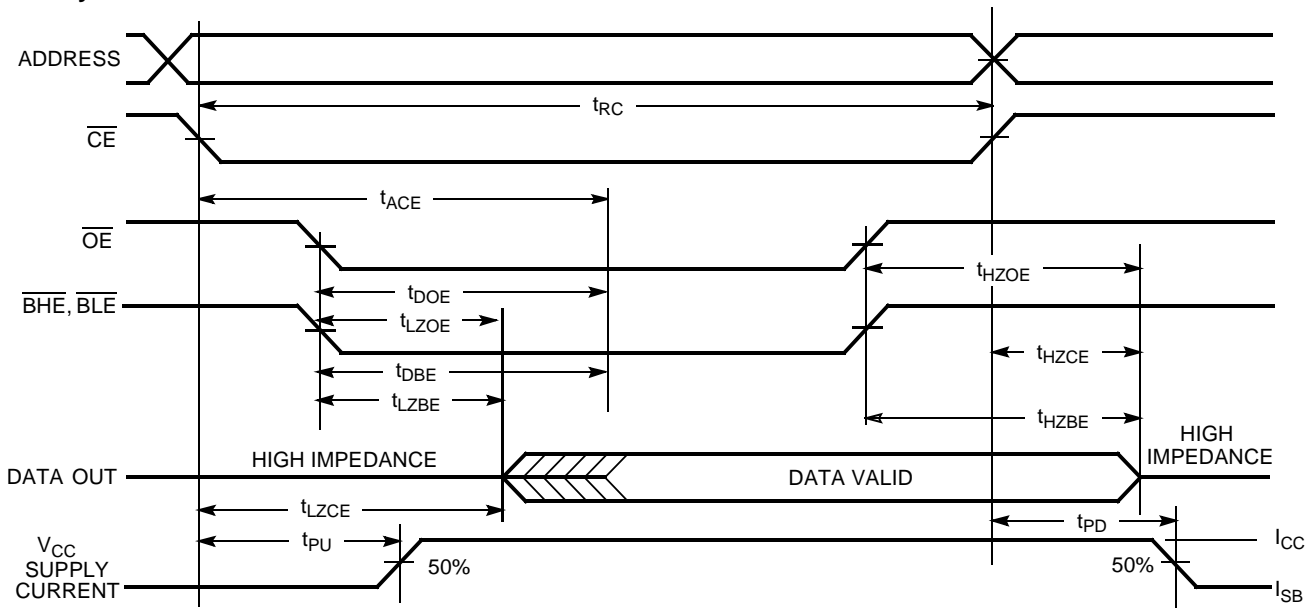 ADDRESS
tRC
CE
tACE
OE
tHZOE
tDOE
BHE, BLE
tLZOE
tHZCE
tDBE
tLZBE
tHZBE
HIGH IMPEDANCE
HIGH
IMPEDANCE
DATA OUT
DATA VALID
tLZCE
tPD
tPU
VCC
SUPPLY
CURRENT
50%
50%
ICC
ISB